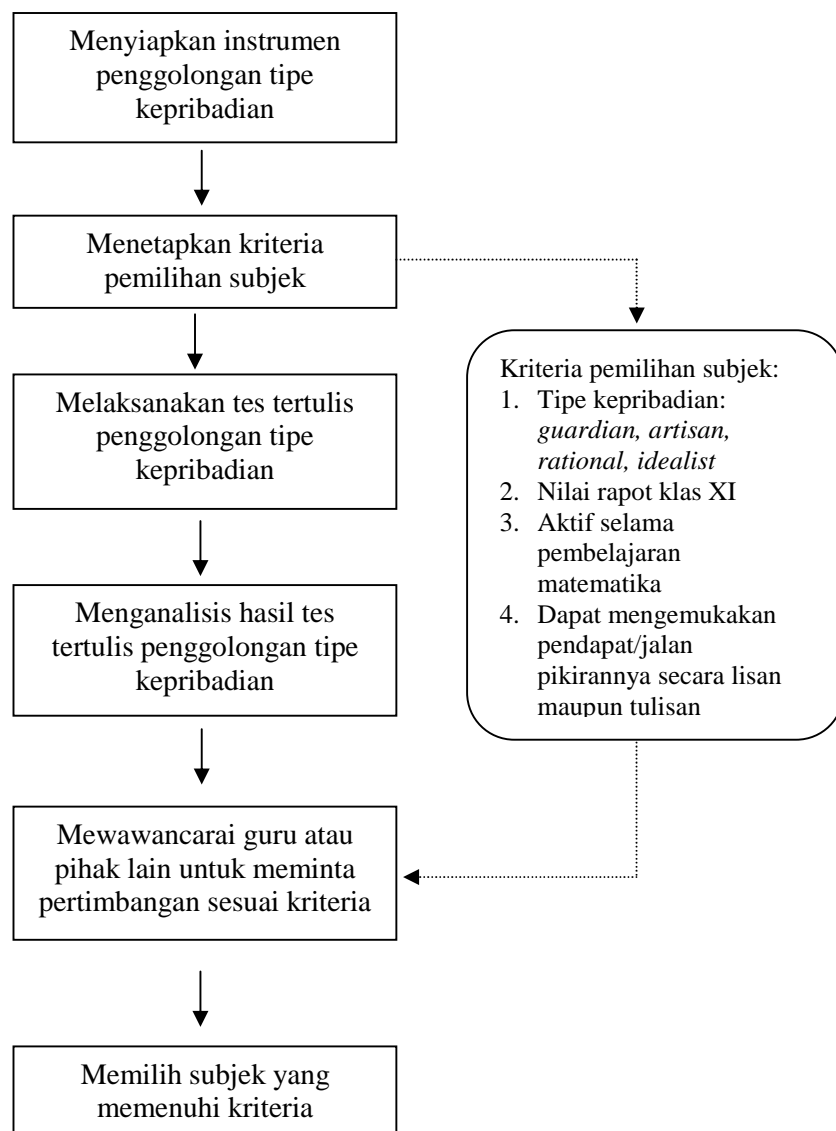 Menyiapkan instrumen
penggolongan tipe
kepribadian
Menetapkan kriteria
pemilihan subjek
Melaksanakan tes tertulis
penggolongan tipe
kepribadian
Menganalisis hasil tes
tertulis penggolongan tipe
kepribadian
Mewawancarai guru atau
pihak lain untuk meminta
pertimbangan sesuai kriteria
Memilih subjek yang
memenuhi kriteria
Kriteria pemilihan subjek:
1. Tipe kepribadian:
guardian, artisan,
rational, idealist
2. Nilai rapot klas XI
3. Aktif selama
pembelajaran
matematika
4. Dapat mengemukakan
pendapat/jalan
pikirannya secara lisan
maupun tulisan